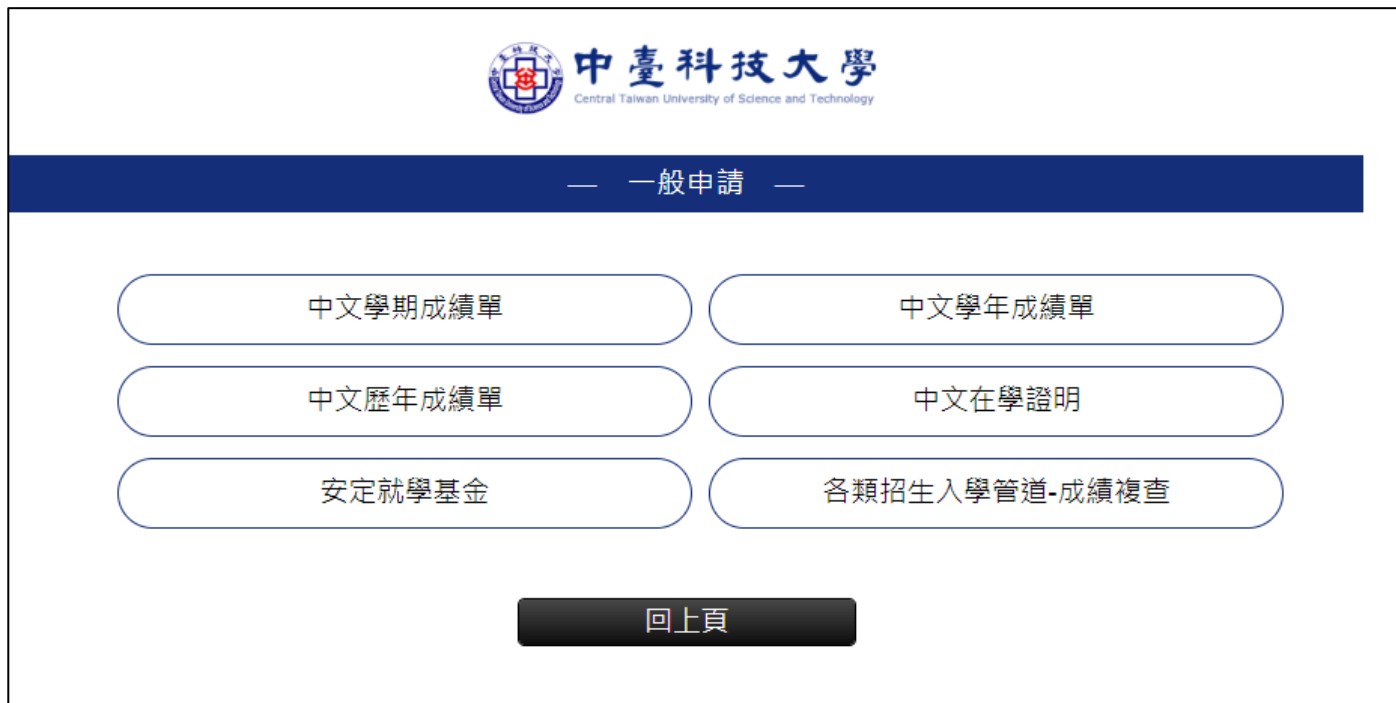 中臺科技大學
Central Taiwan University of Science and Technology
— 一般申請 —
中文學期成績單
中文學年成績單
中文歷年成績單
中文在學證明
安定就學基金
各類招生入學管道-成績複查
回上頁